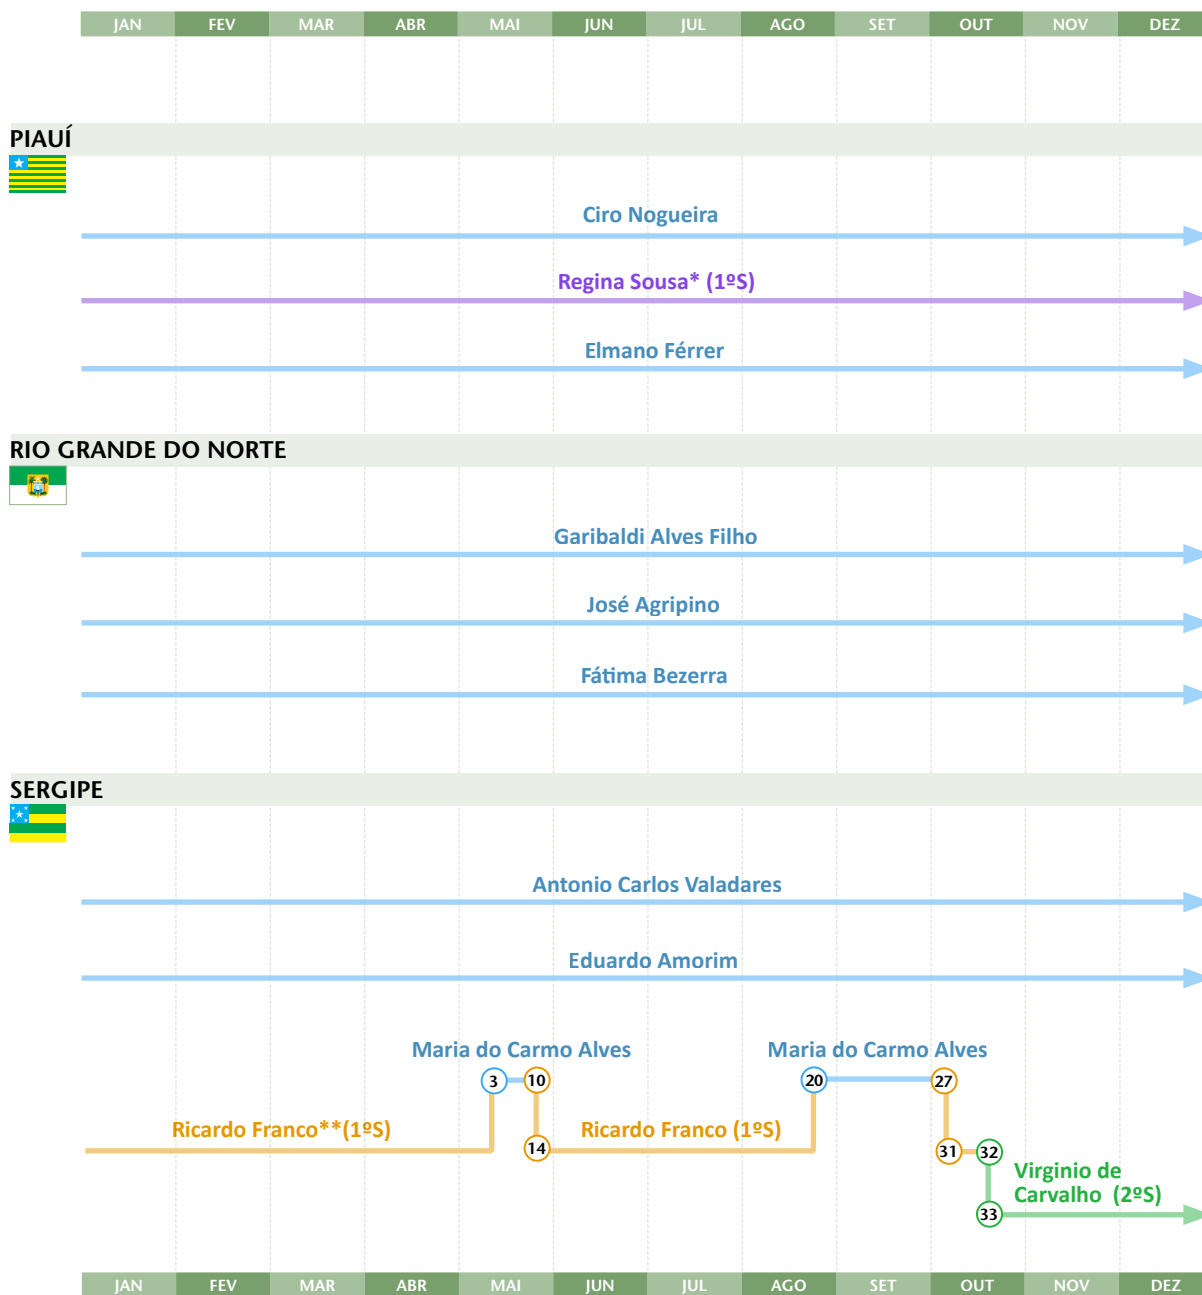 JAN FEV MAR ABR MAI JUN JUL AGO SET OUT NOV DEZ
PIAUÍ
Ciro Nogueira
Regina Sousa* (1ºS)
Elmano Férrer
RIO GRANDE DO NORTE
Garibaldi Alves Filho
José Agripino
Fátima Bezerra
SERGIPE
Antonio Carlos Valadares
Eduardo Amorim
Maria do Carmo Alves Maria do Carmo Alves
3 10 20 27
Ricardo Franco**(1ºS) Ricardo Franco (1ºS)
14 31 32
Virginio de
Carvalho (2ºS)
33
JAN FEV MAR ABR MAI JUN JUL AGO SET OUT NOV DEZ